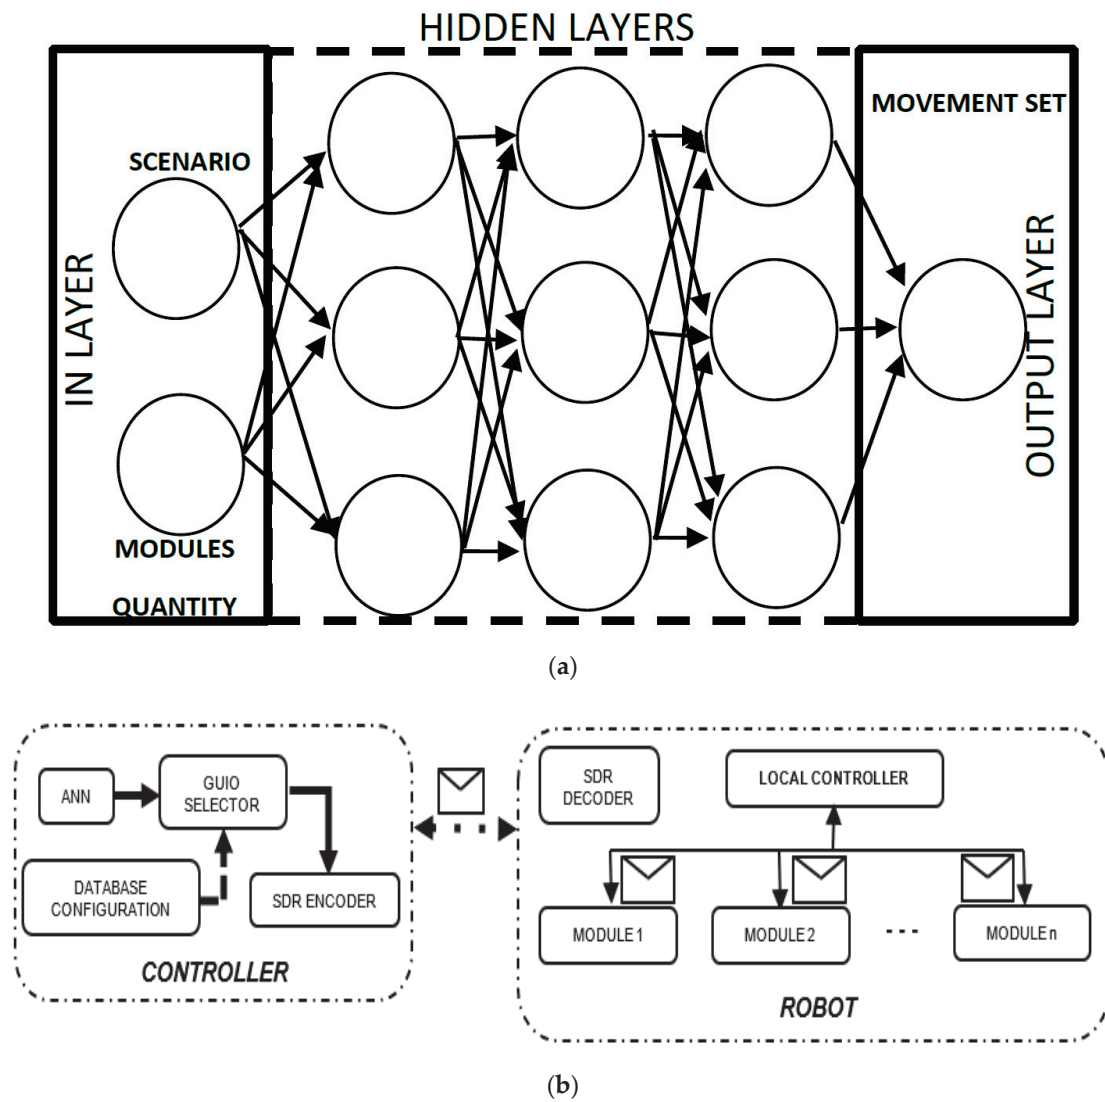 HIDDEN LAYERS
MOVEMENT SET
SCENARIO
IN LAYER
OUTPUT LAYER
MODULES
QUANTITY
(a)
ANN
GUIO
SELECTOR
DATABASE
CONFIGURATION
SDR ENCODER
CONTROLLER
SDR
DECODER
LOCAL CONTROLLER
MODULE 1
MODULE 2
MODULE n
ROBOT
(b)